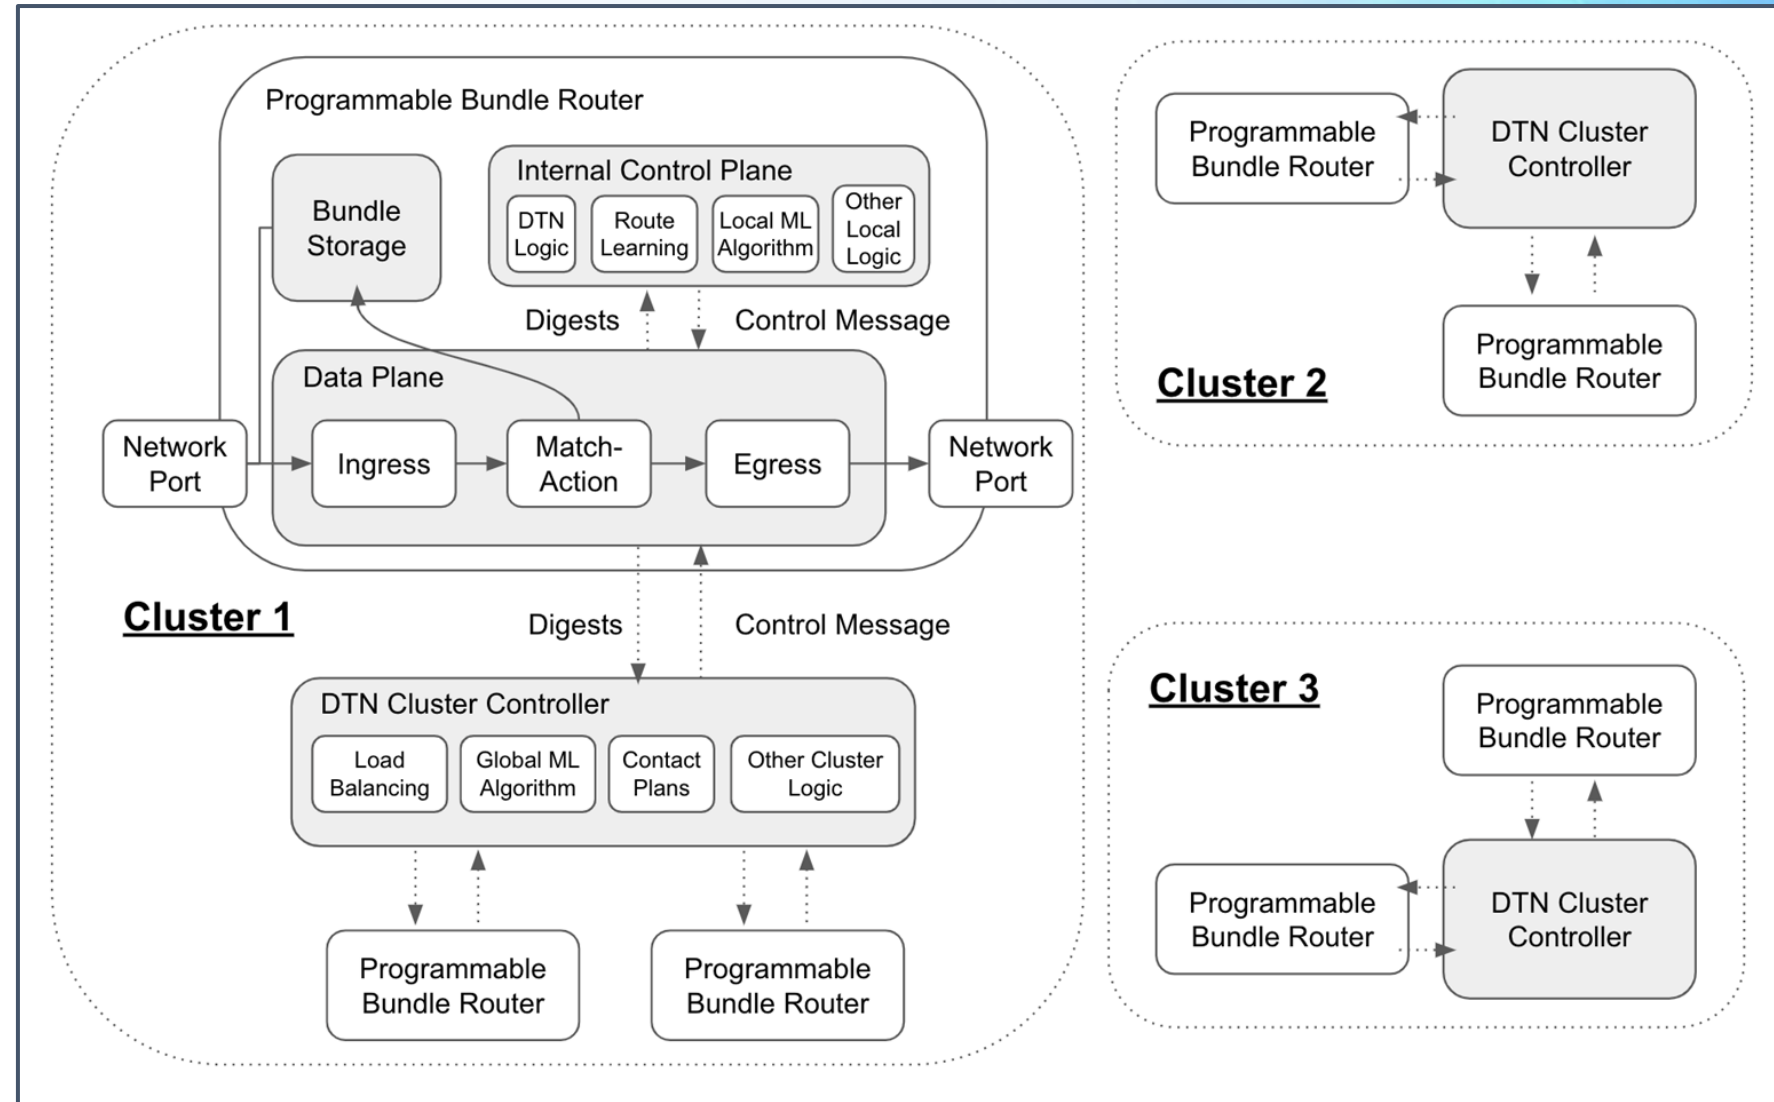 Programmable Bundle Router
Bundle
Storage
Internal Control Plane
DTN
Logic
Route
Learning
Local ML
Algorithm
Other
Local
Logic
Digests
Control Message
Data Plane
Network
Port
Ingress
Match-
Action
Egress
Network
Port
Cluster 1
Digests
Control Message
DTN Cluster Controller
Load
Balancing
Global ML
Algorithm
Contact
Plans
Other Cluster
Logic
Programmable
Bundle Router
Programmable
Bundle Router
Programmable
Bundle Router
DTN Cluster
Controller
Cluster 2
Programmable
Bundle Router
Cluster 3
Programmable
Bundle Router
Programmable
Bundle Router
DTN Cluster
Controller